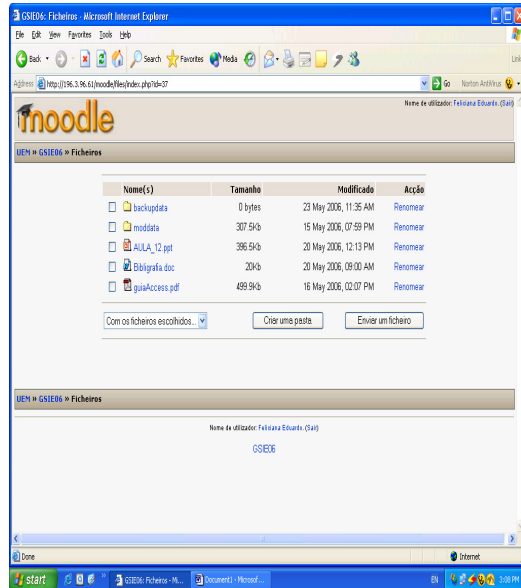 GSIE06: Ficheiros - Microsoft Internet Explorer
File Edit View Favorites Tools Help
Back Search Favorites Media
Address http://196.3.96.61/moodle/files/index.php?id=37 Go Norton AntiVirus
Nome de utilizador: Feliciana Eduardo. (Sair)
moodle
UEM » GSIE06 » Ficheiros
Nome(s) Tamanho Modificado Acção
backupdata 0 bytes 23 May 2006, 11:35 AM Renomear
moddata 307.5Kb 15 May 2006, 07:59 PM Renomear
AULA_12.ppt 396.5Kb 20 May 2006, 12:13 PM Renomear
Bibligrafia.doc 20Kb 20 May 2006, 09:00 AM Renomear
guiaAccess.pdf 499.9Kb 16 May 2006, 02:07 PM Renomear
Com os ficheiros escolhidos... Criar uma pasta Enviar um ficheiro
UEM » GSIE06 » Ficheiros
Nome de utilizador: Feliciana Eduardo. (Sair)
GSIE06
Done Internet
start GSIE06: Ficheiros - Mi... Document1 - Microsof... EN 3:08 PM